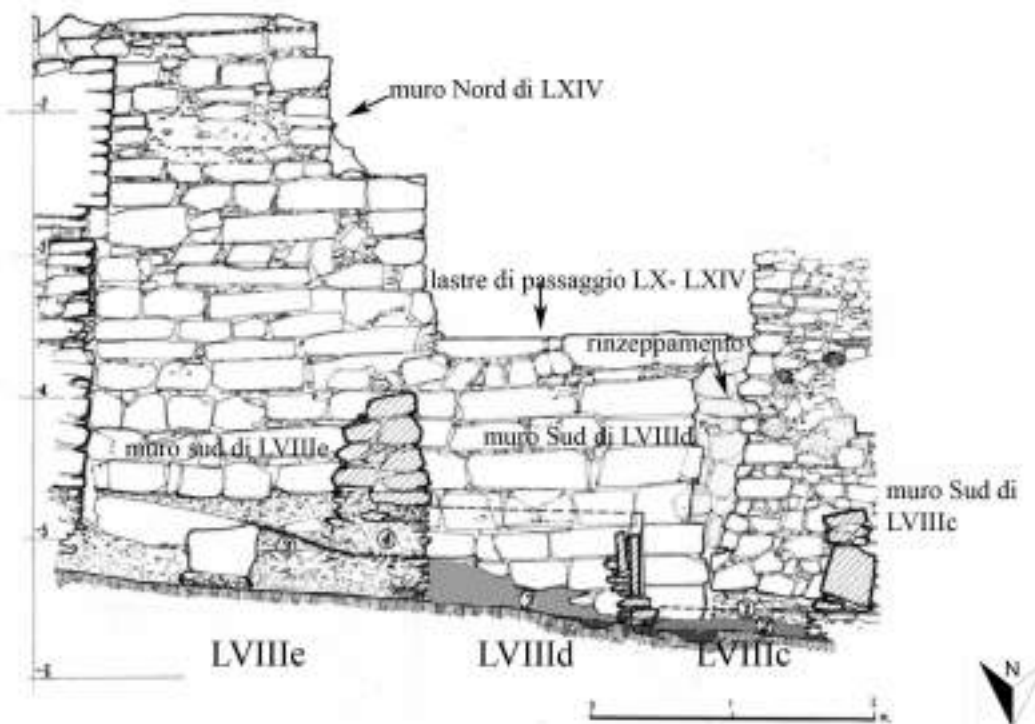 muro Nord di LXIV
lastre di passaggio LX- LXIV
rinzeppamento
muro sud di LVIIIe
muro Sud di LVIIId
muro Sud di
LVIIIc
LVIIIe
LVIIId
LVIIIc
N